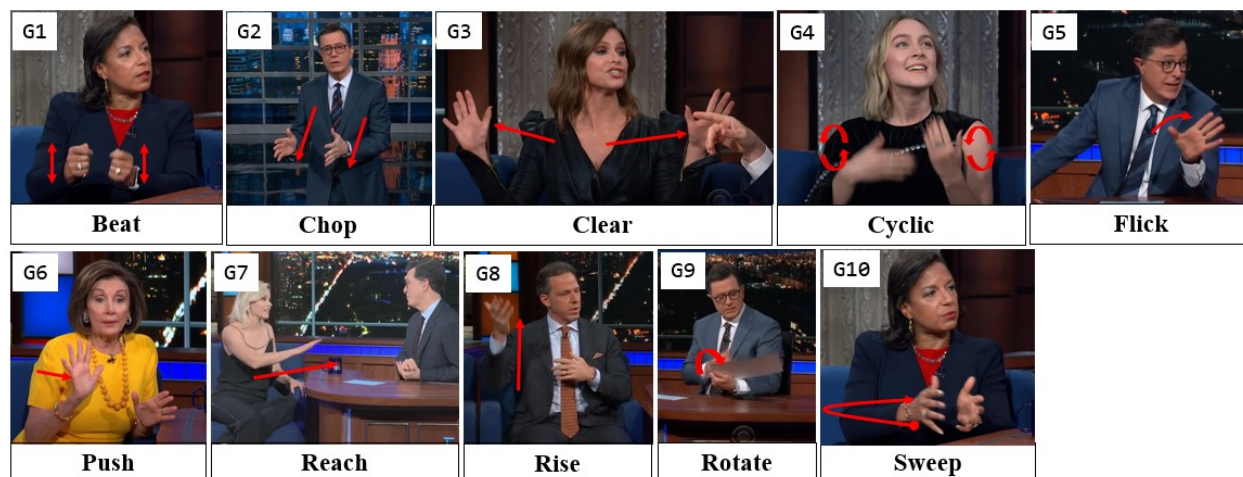 G1
G2
G3
G4
G5
Beat
Chop
Clear
Cyclic
Flick
G6
G7
G8
G9
G10
Push
Reach
Rise
Rotate
Sweep